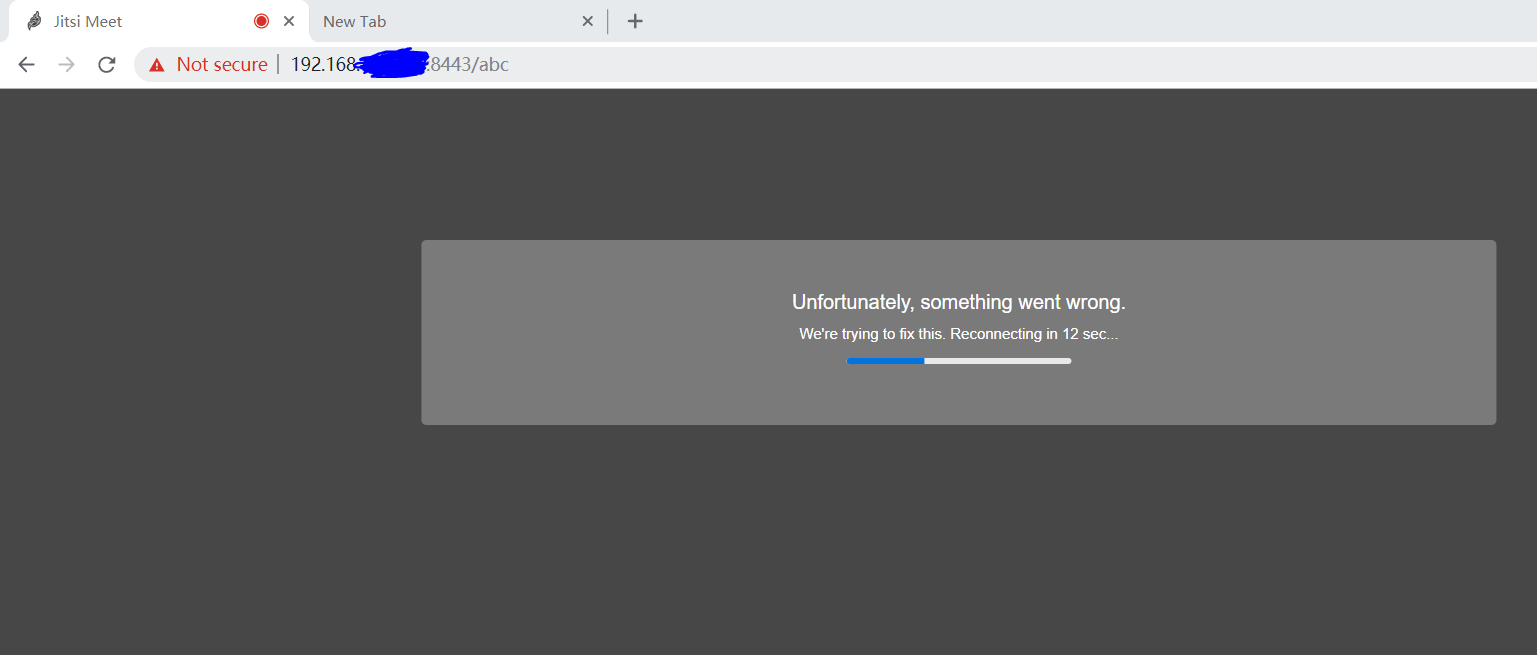 Jitsi Meet
New Tab
Not secure 192.168. :8443/abc
Unfortunately, something went wrong.
We're trying to fix this. Reconnecting in 12 sec...